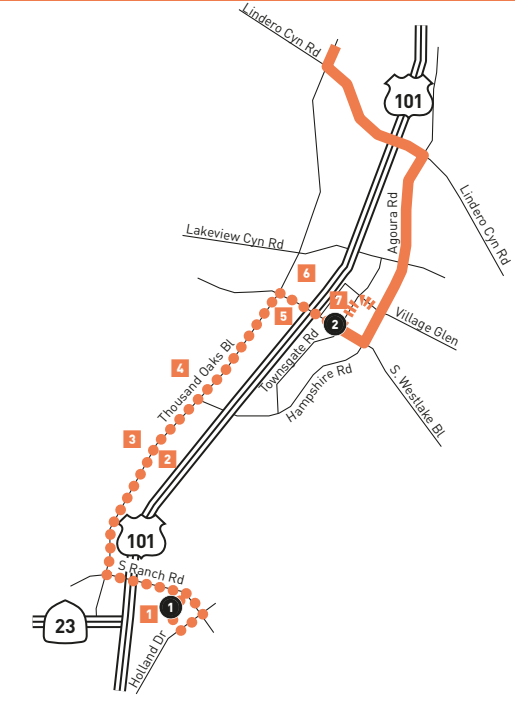 Lindero Cyn Rd
101
Lindero Cyn Rd
Agoura Rd
Lakeview Cyn Rd
6
7
5
2
Village Glen
Townsgate Rd
4
Thousand Oaks Bl
Hampshire Rd
S. Westlake Bl
3
2
101
S Ranch Rd
1
1
23
Holland Dr